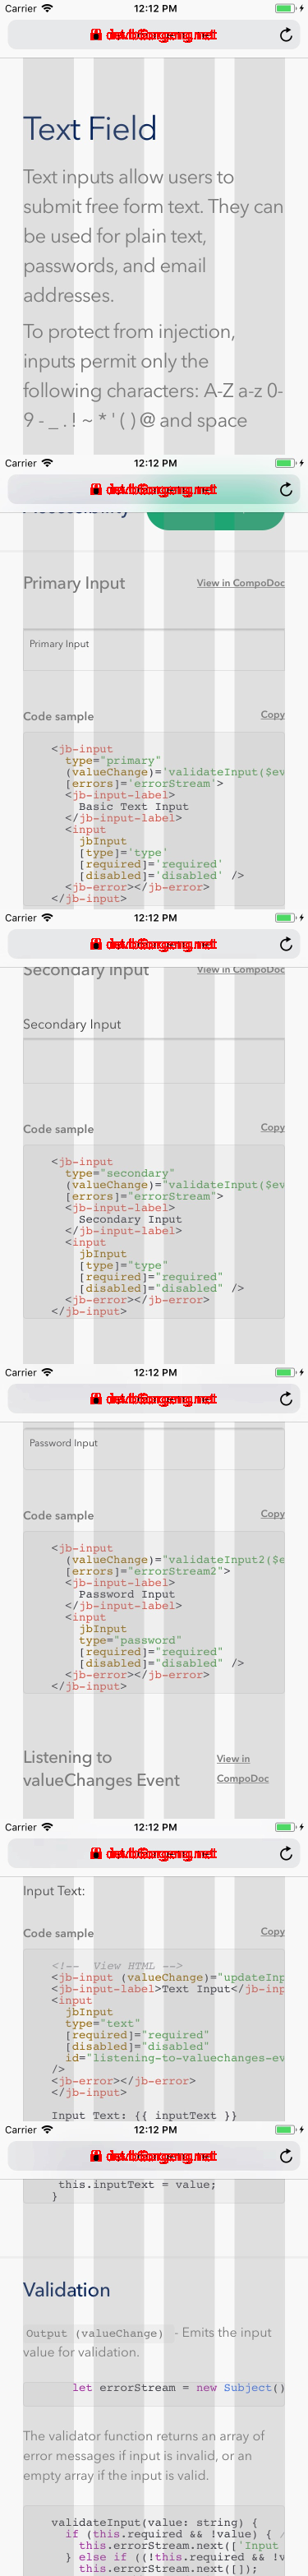 Carrier 12:12 PM
Text Field
Text inputs allow users to
submit free form text. They can
be used for plain text,
passwords, and email
addresses.
To protect from injection,
inputs permit only the
following characters: A-Z a-z 0-
9 - _ . ! ~ * ' ( ) @ and space
Carrier 12:12 PM
Primary Input View in CompoDoc
Primary Input
Code sample Copy
<jb-input
type="primary"
(valueChange)='validateInput($ev
[errors]='errorStream'>
<jb-input-label>
Basic Text Input
</jb-input-label>
<input
jbInput
[type]='type'
[required]='required'
[disabled]='disabled' />
<jb-error></jb-error>
</jb-input>
Carrier 12:12 PM
Secondary Input View in CompoDoc
Secondary Input
Code sample Copy
<jb-input
type="secondary"
(valueChange)="validateInput($ev
[errors]="errorStream">
<jb-input-label>
Secondary Input
</jb-input-label>
<input
jbInput
[type]="type"
[required]="required"
[disabled]="disabled" />
<jb-error></jb-error>
</jb-input>
Carrier 12:12 PM
Password Input
Code sample Copy
<jb-input
(valueChange)="validateInput2($e
[errors]="errorStream2">
<jb-input-label>
Password Input
</jb-input-label>
<input
jbInput
type="password"
[required]="required"
[disabled]="disabled" />
<jb-error></jb-error>
</jb-input>
Listening to View in
valueChanges Event CompoDoc
Carrier 12:12 PM
Input Text:
Code sample Copy
<!-- View HTML -->
<jb-input (valueChange)="updateInp
<jb-input-label>Text Input</jb-inp
<input
jbInput
type="text"
[required]="required"
[disabled]="disabled"
id="listening-to-valuechanges-ev
/>
<jb-error></jb-error>
</jb-input>
Input Text: {{ inputText }}
Carrier 12:12 PM
this.inputText = value;
}
Validation
Output (valueChange) - Emits the input
value for validation.
let errorStream = new Subject()
The validator function returns an array of
error messages if input is invalid, or an
empty array if the input is valid.
validateInput(value: string) {
if (this.required && !value) { /
this.errorStream.next(['Input
} else if ((!this.required && !v
this.errorStream.next([]);